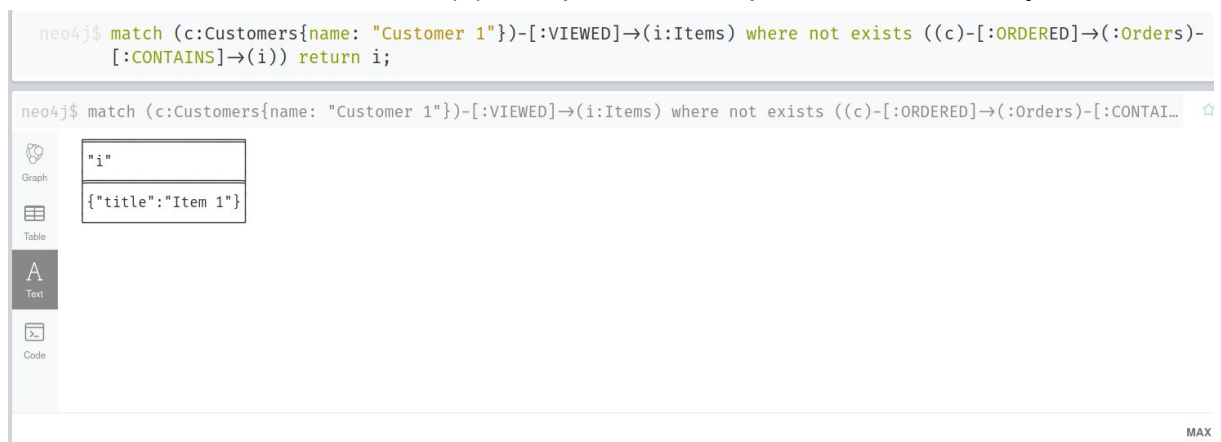 neo4j$ match (c:Customers{name: "Customer 1"})-[:VIEWED]→(i:Items) where not exists ((c)-[:ORDERED]→(:Orders)-
[:CONTAINS]→(i)) return i;
neo4j$ match (c:Customers{name: "Customer 1"})-[:VIEWED]→(i:Items) where not exists ((c)-[:ORDERED]→(:Orders)-[:CONTAI…
"i"
Graph
{"title":"Item 1"}
Table
A
Text
Code
MAX